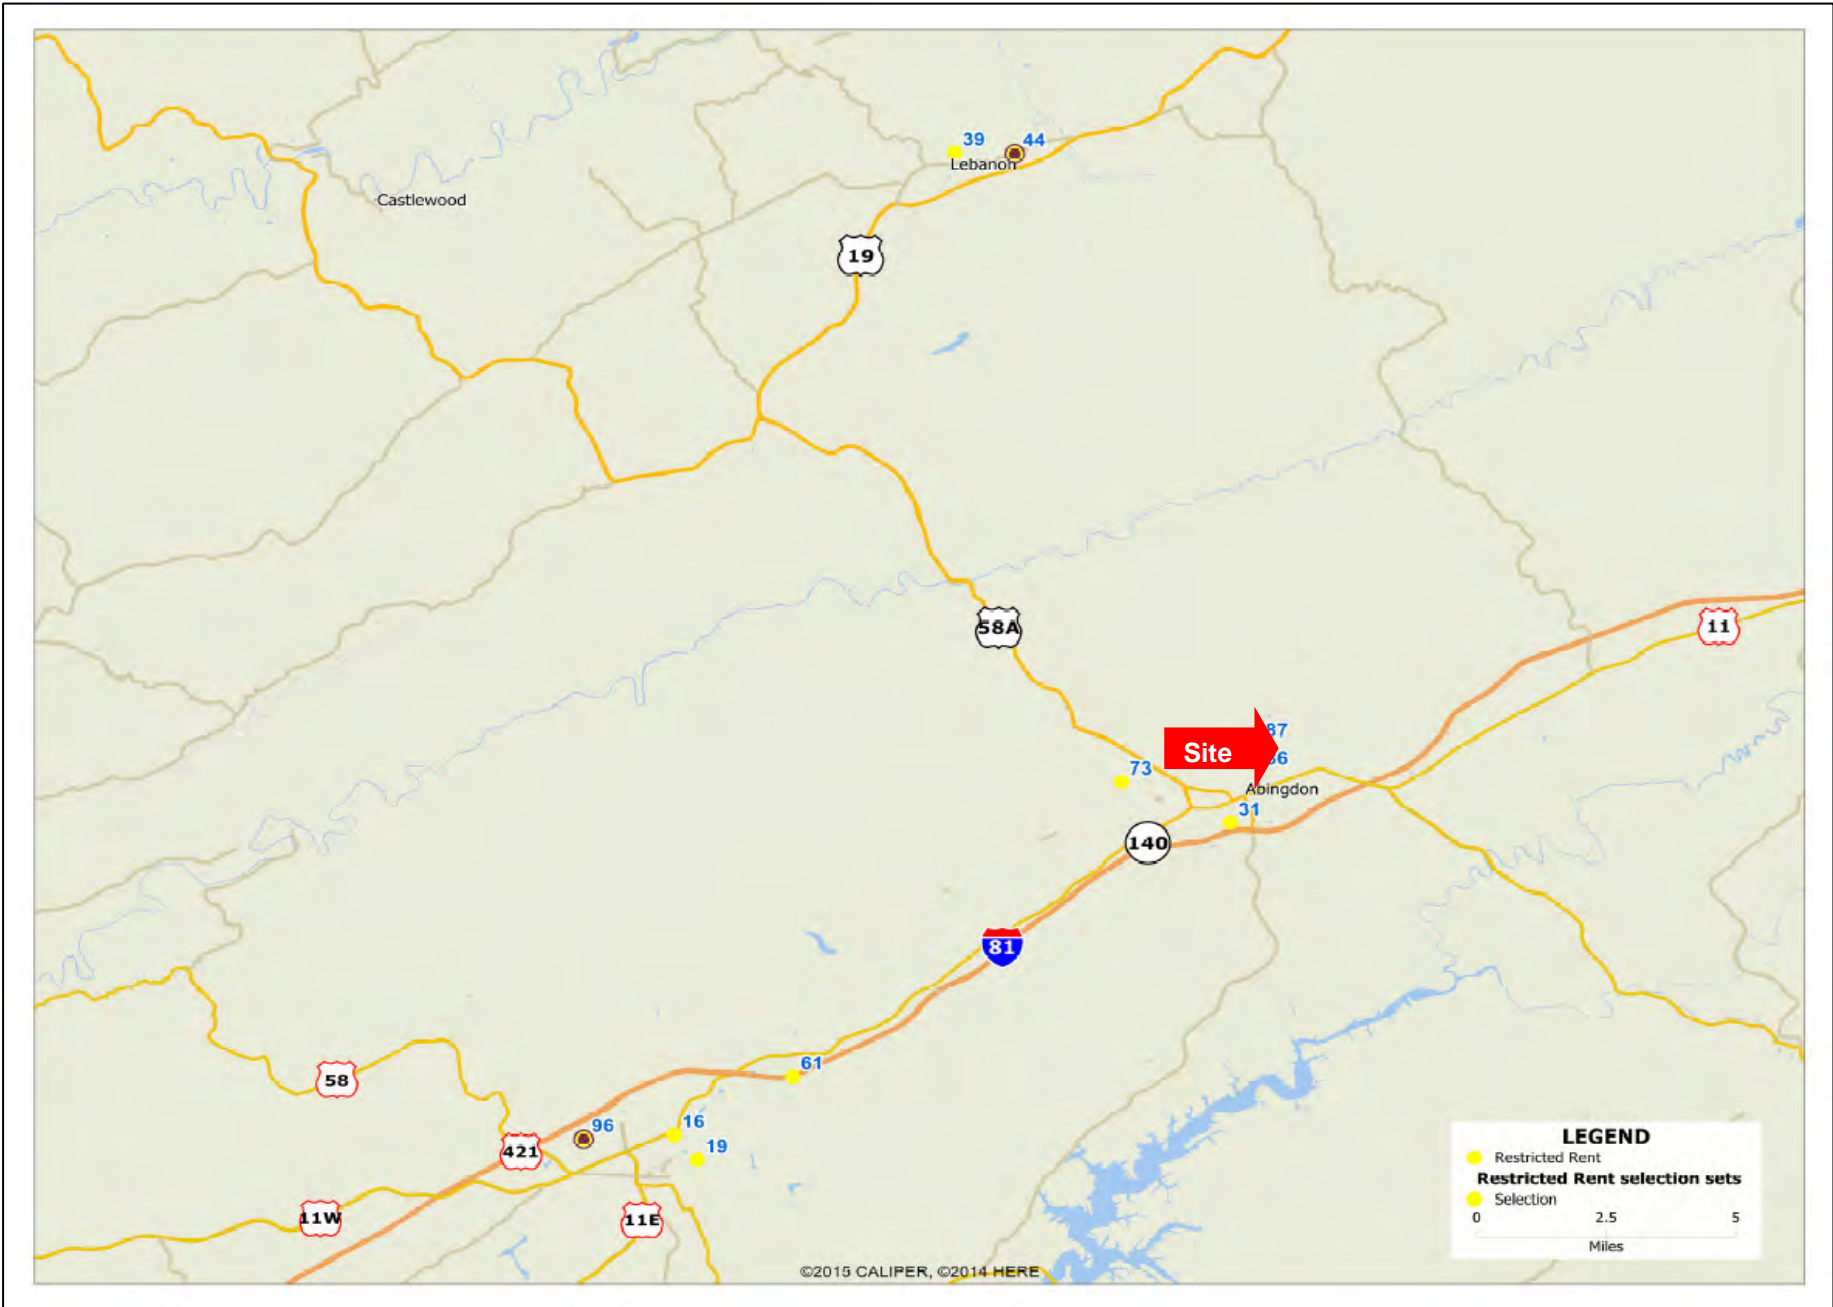 39
44
Lebanon
Castlewood
19
58A
11
87
Site
73
Abingdon
31
140
81
61
58
96
16
421
19
11W
11E
LEGEND
Restricted Rent
Restricted Rent selection sets
Selection
0 2.5 5
Miles
©2015 CALIPER, ©2014 HERE